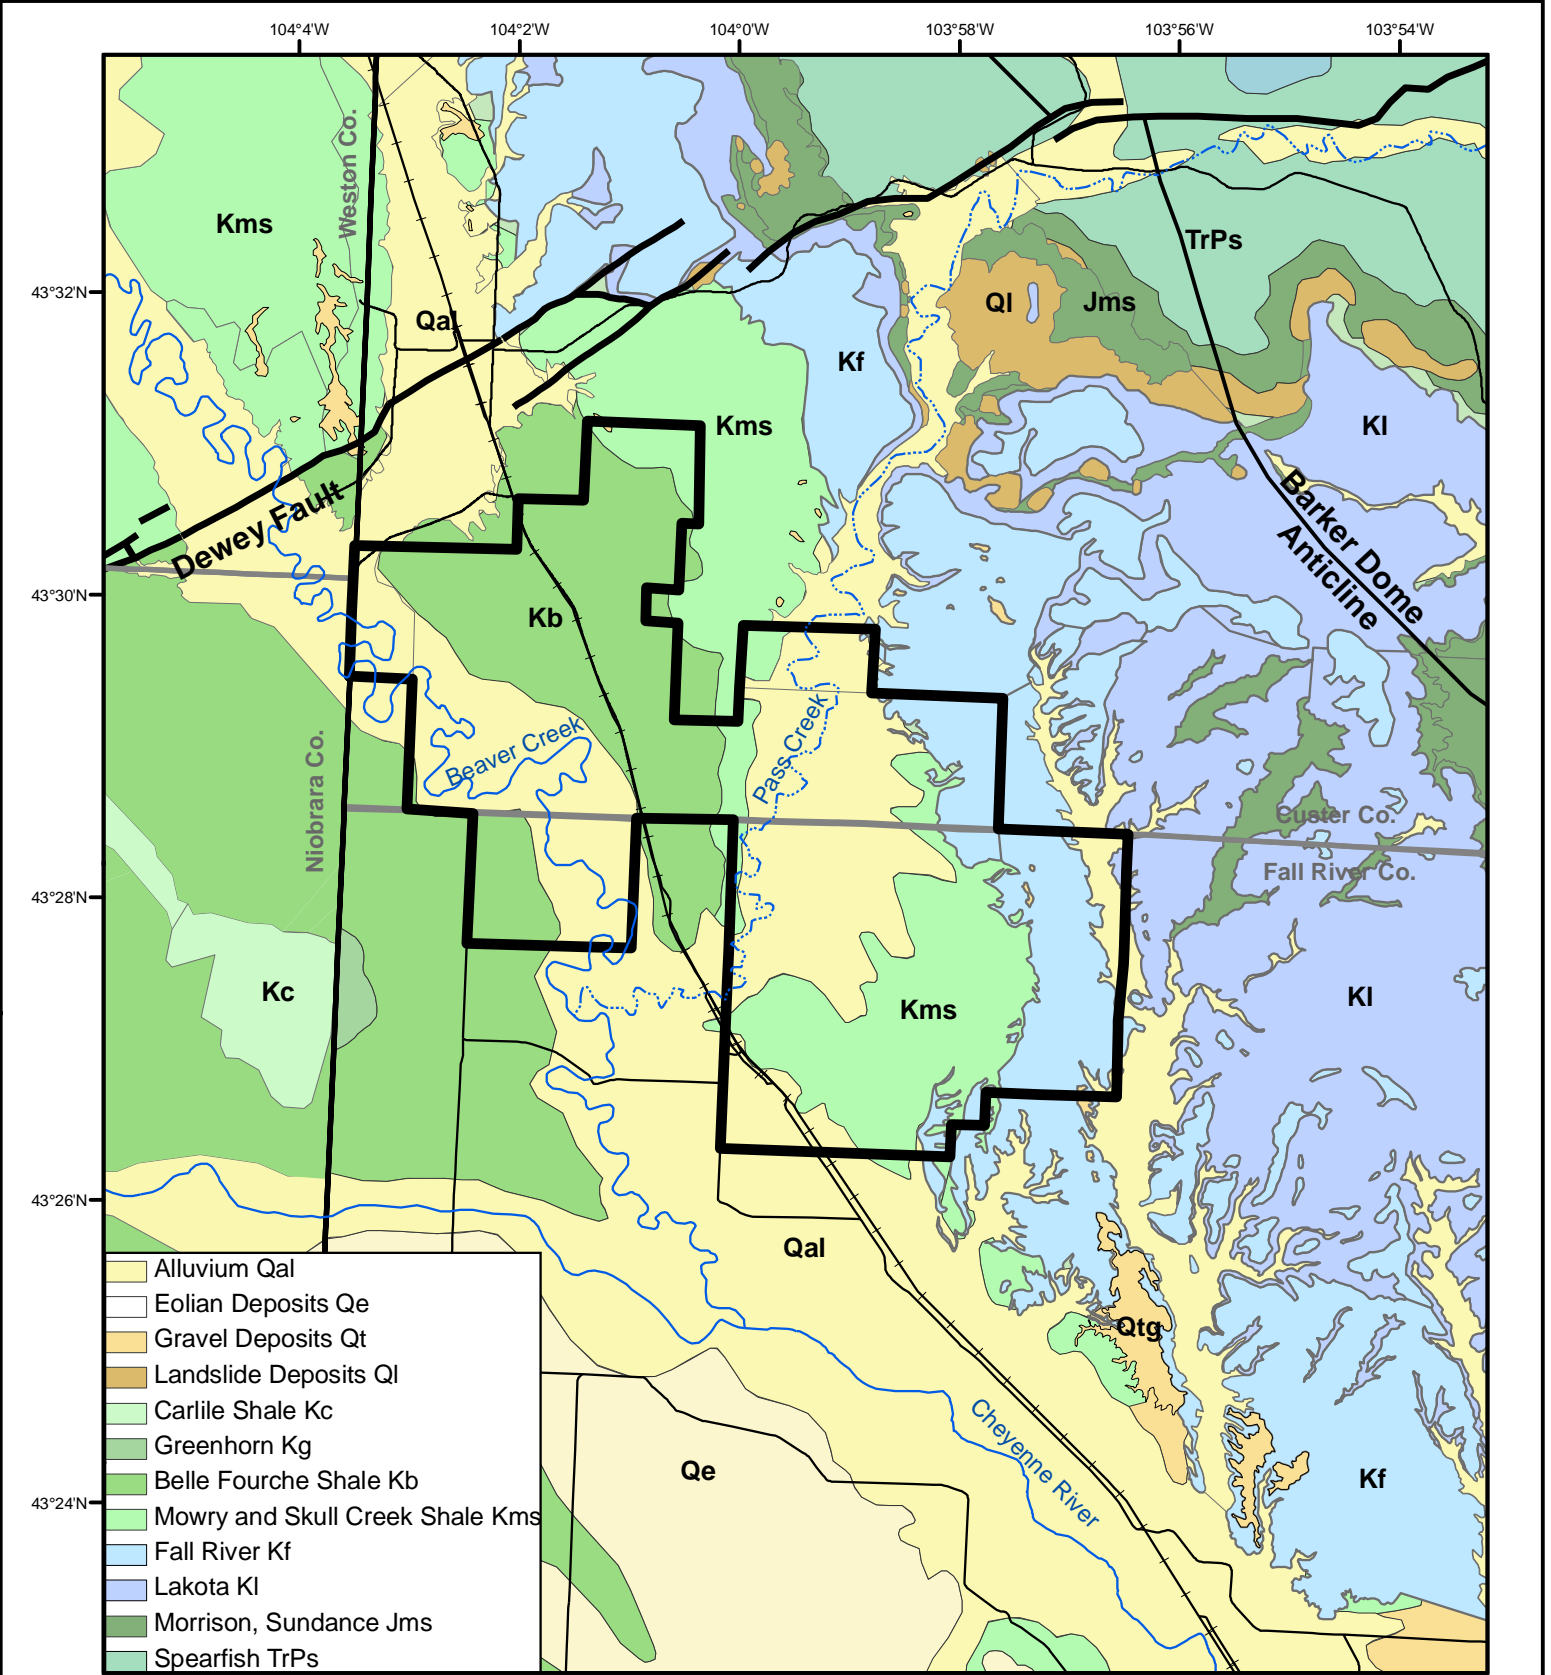 104°4'W
104°2'W
104°0'W
103°58'W
103°56'W
103°54'W
Weston Co.
Kms
TrPs
43°32'N
Qal
Ql
Jms
Kf
Kms
Kl
Barker Dome
Anticline
Dewey Fault
43°30'N
Kb
Pass Creek
Beaver Creek
Niobrara Co.
Custer Co.
Fall River Co.
43°28'N
Kc
Kms
Kl
43°26'N
Qal
Qtg
Cheyenne River
Qe
Kf
43°24'N
Alluvium Qal
Eolian Deposits Qe
Gravel Deposits Qt
Landslide Deposits Ql
Carlile Shale Kc
Greenhorn Kg
Belle Fourche Shale Kb
Mowry and Skull Creek Shale Kms
Fall River Kf
Lakota Kl
Morrison, Sundance Jms
Spearfish TrPs